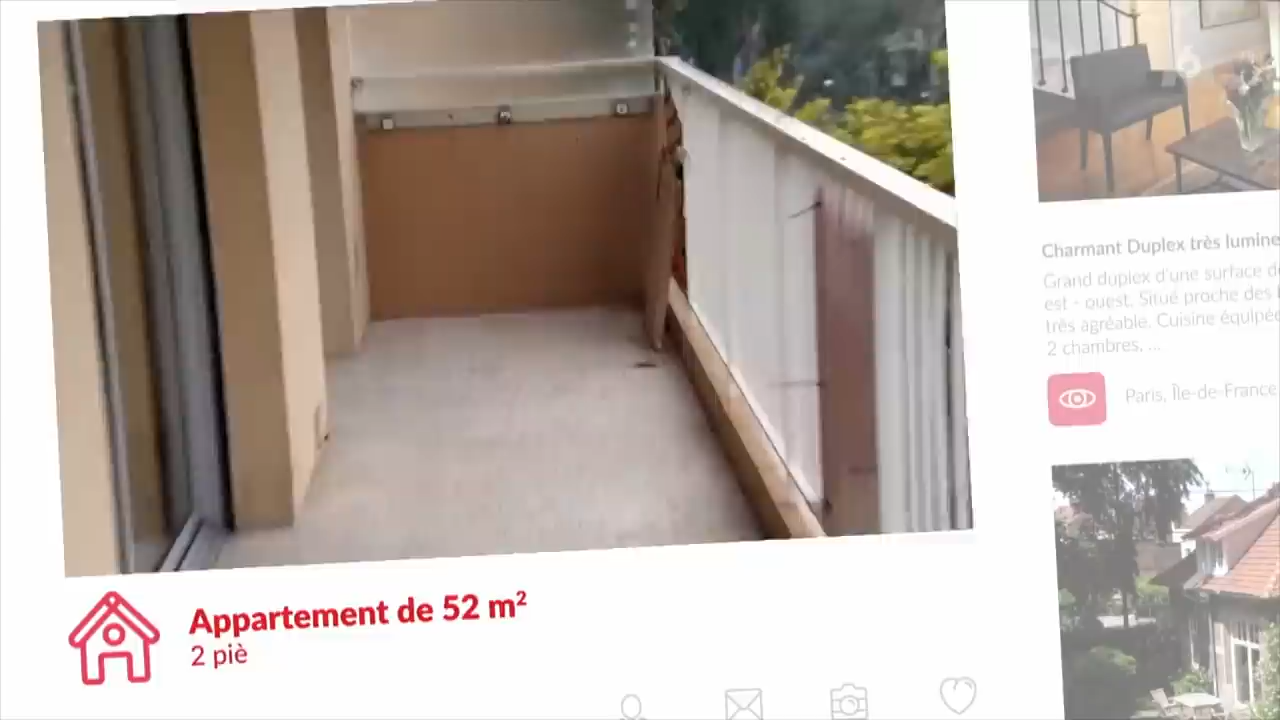 Appartement de 52 m²
2 piè
Charmant Duplex très lumine
Grand duplex d'une surface d
est - ouest. Situé proche des
très agréable. Cuisine équipée
2 chambres, ...
Paris, Île-de-France